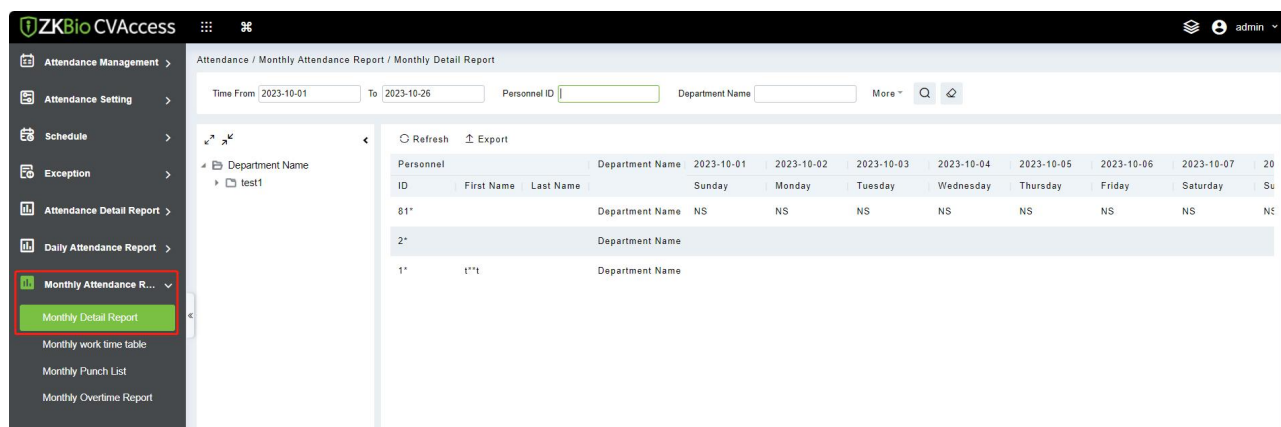 ZKBio CVAccess
admin
Attendance Management
Attendance Setting
Schedule
Exception
Attendance Detail Report
Daily Attendance Report
Monthly Attendance R...
Monthly Detail Report
Monthly work time table
Monthly Punch List
Monthly Overtime Report
Attendance / Monthly Attendance Report / Monthly Detail Report
Time From 2023-10-01 To 2023-10-26 Personnel ID Department Name More
Department Name
test1
Refresh Export
Personnel Department Name 2023-10-01 2023-10-02 2023-10-03 2023-10-04 2023-10-05 2023-10-06 2023-10-07 20
ID First Name Last Name Sunday Monday Tuesday Wednesday Thursday Friday Saturday Su
81* Department Name NS NS NS NS NS NS NS NS
2* Department Name
1* t**t Department Name